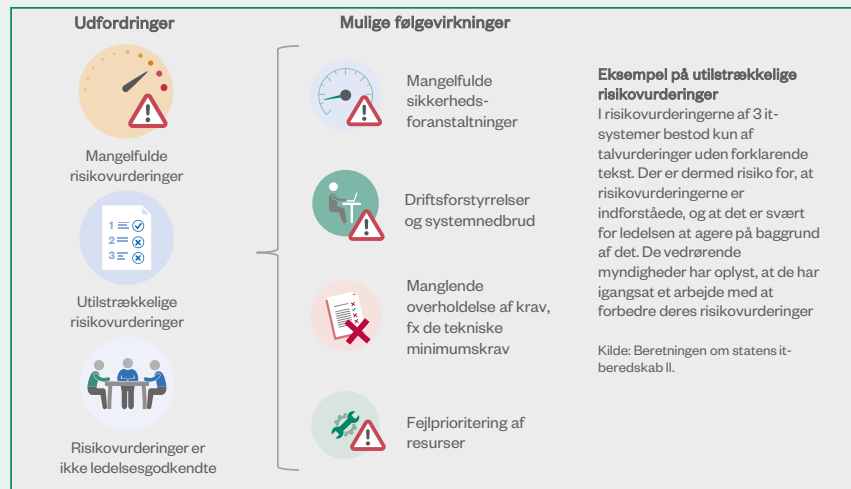 Udfordringer
Mangelfulde
risikovurderinger
1
2
3
Utilstrækkelige
risikovurderinger
Risikovurderinger er
ikke ledelsesgodkendte
Mulige følgevirkninger
Mangelfulde
sikkerheds-
foranstaltninger
Driftsforstyrrelser
og systemnedbrud
Manglende
overholdelse af krav,
fx de tekniske
minimumskrav
Fejlprioritering af
resurser
Eksempel på utilstrækkelige
risikovurderinger
I risikovurderingerne af 3 it-
systemer bestod kun af
talvurderinger uden forklarende
tekst. Der er dermed risiko for, at
risikovurderingerne er
indforståede, og at det er svært
for ledelsen at agere på baggrund
af det. De vedrørende
myndigheder har oplyst, at de har
igangsat et arbejde med at
forbedre deres risikovurderinger
Kilde: Beretningen om statens it-
beredskab II.